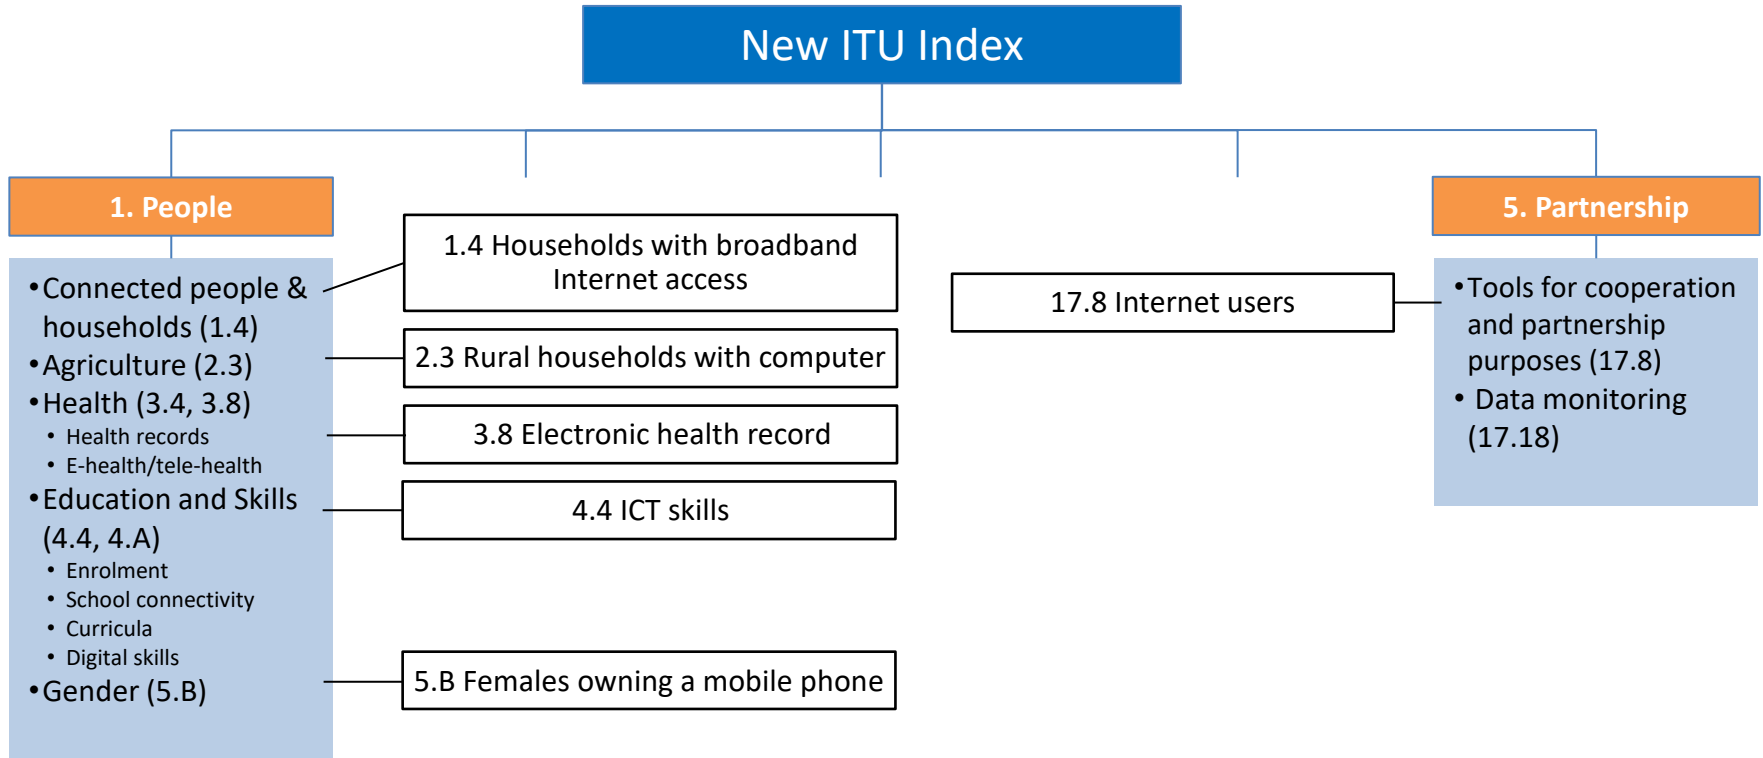 New ITU Index
1. People
•Connected people &
households (1.4)
•Agriculture (2.3)
•Health (3.4, 3.8)
• Health records
• E-health/tele-health
•Education and Skills
(4.4, 4.A)
• Enrolment
• School connectivity
• Curricula
• Digital skills
•Gender (5.B)
1.4 Households with broadband
Internet access
2.3 Rural households with computer
3.8 Electronic health record
4.4 ICT skills
5.B Females owning a mobile phone
17.8 Internet users
5. Partnership
•Tools for cooperation
and partnership
purposes (17.8)
• Data monitoring
(17.18)